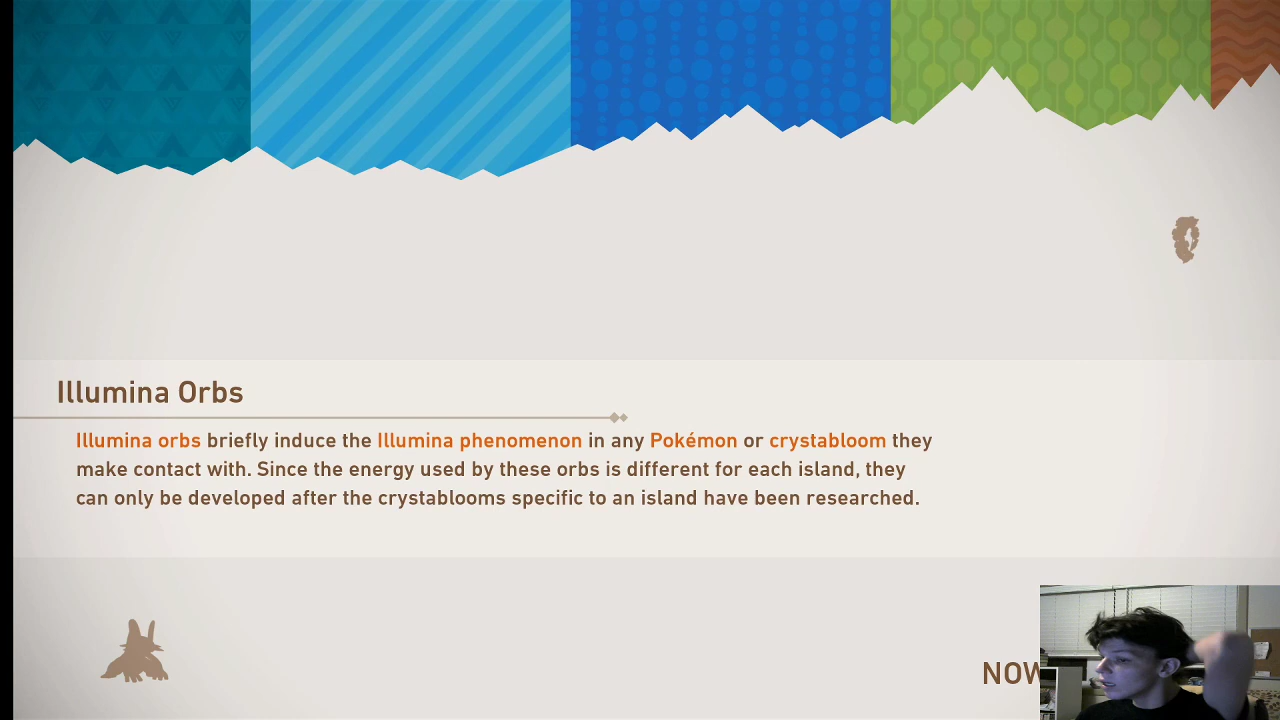 Illumina Orbs
Illumina orbs briefly induce the Illumina phenomenon in any Pokémon or crystabloom they
make contact with. Since the energy used by these orbs is different for each island, they
can only be developed after the crystablooms specific to an island have been researched.
NOW